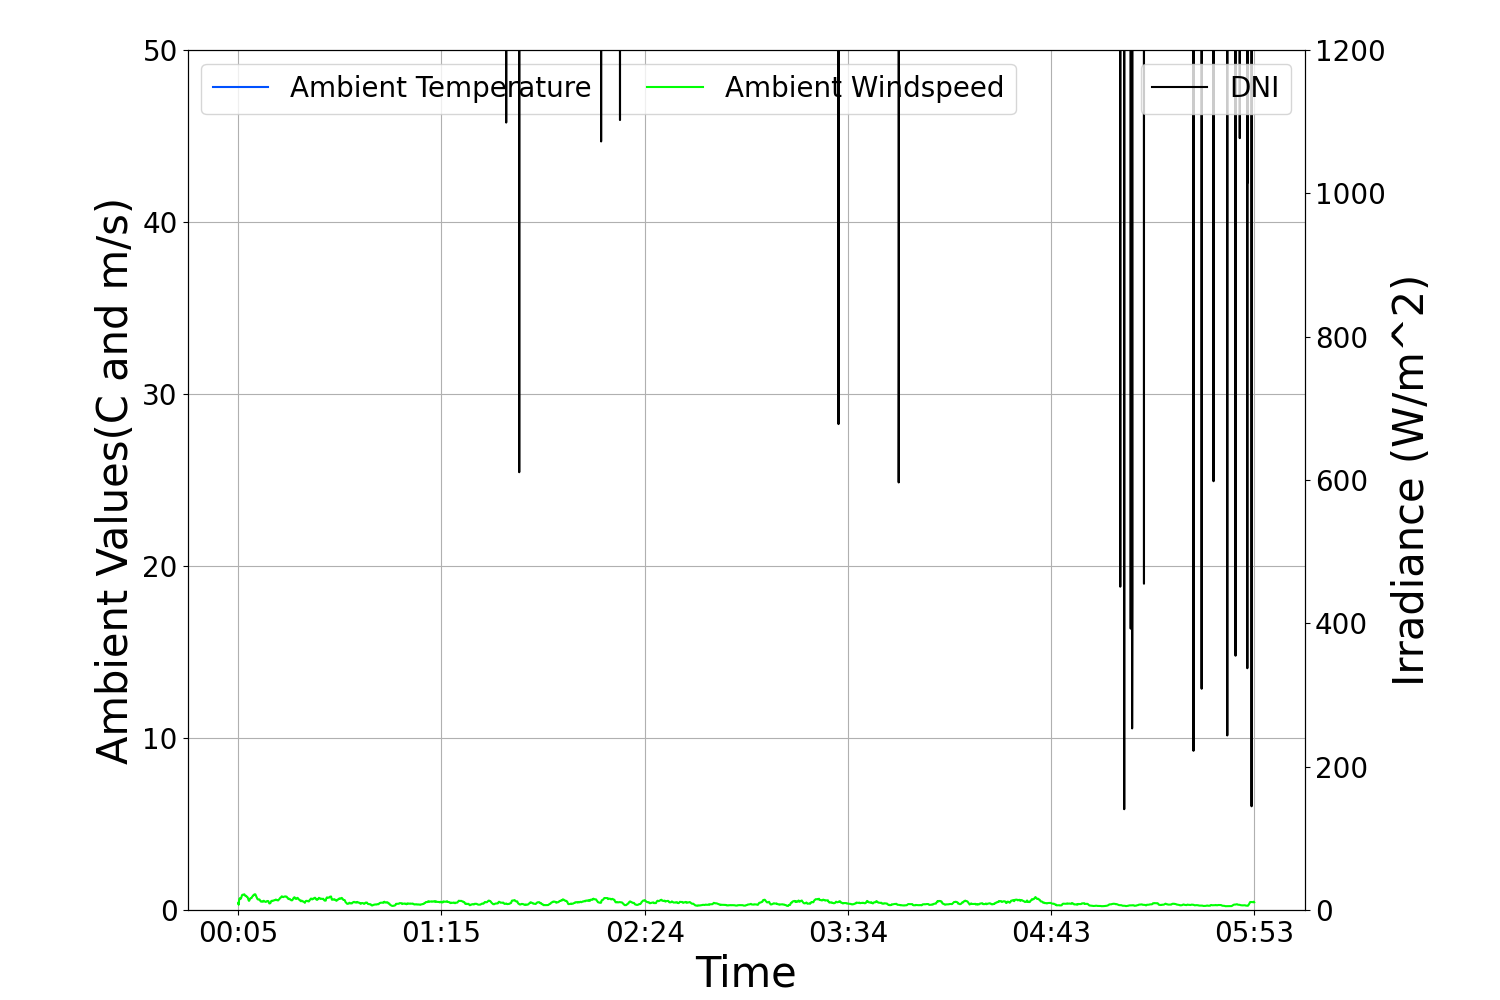 Ambient Temperature
Ambient Windspeed
DNI
Ambient Values(C and m/s)
50
40
30
20
10
0
1200
1000
800
600
400
200
0
Irradiance (W/m^2)
00:05 01:15 02:24 03:34 04:43 05:53
Time